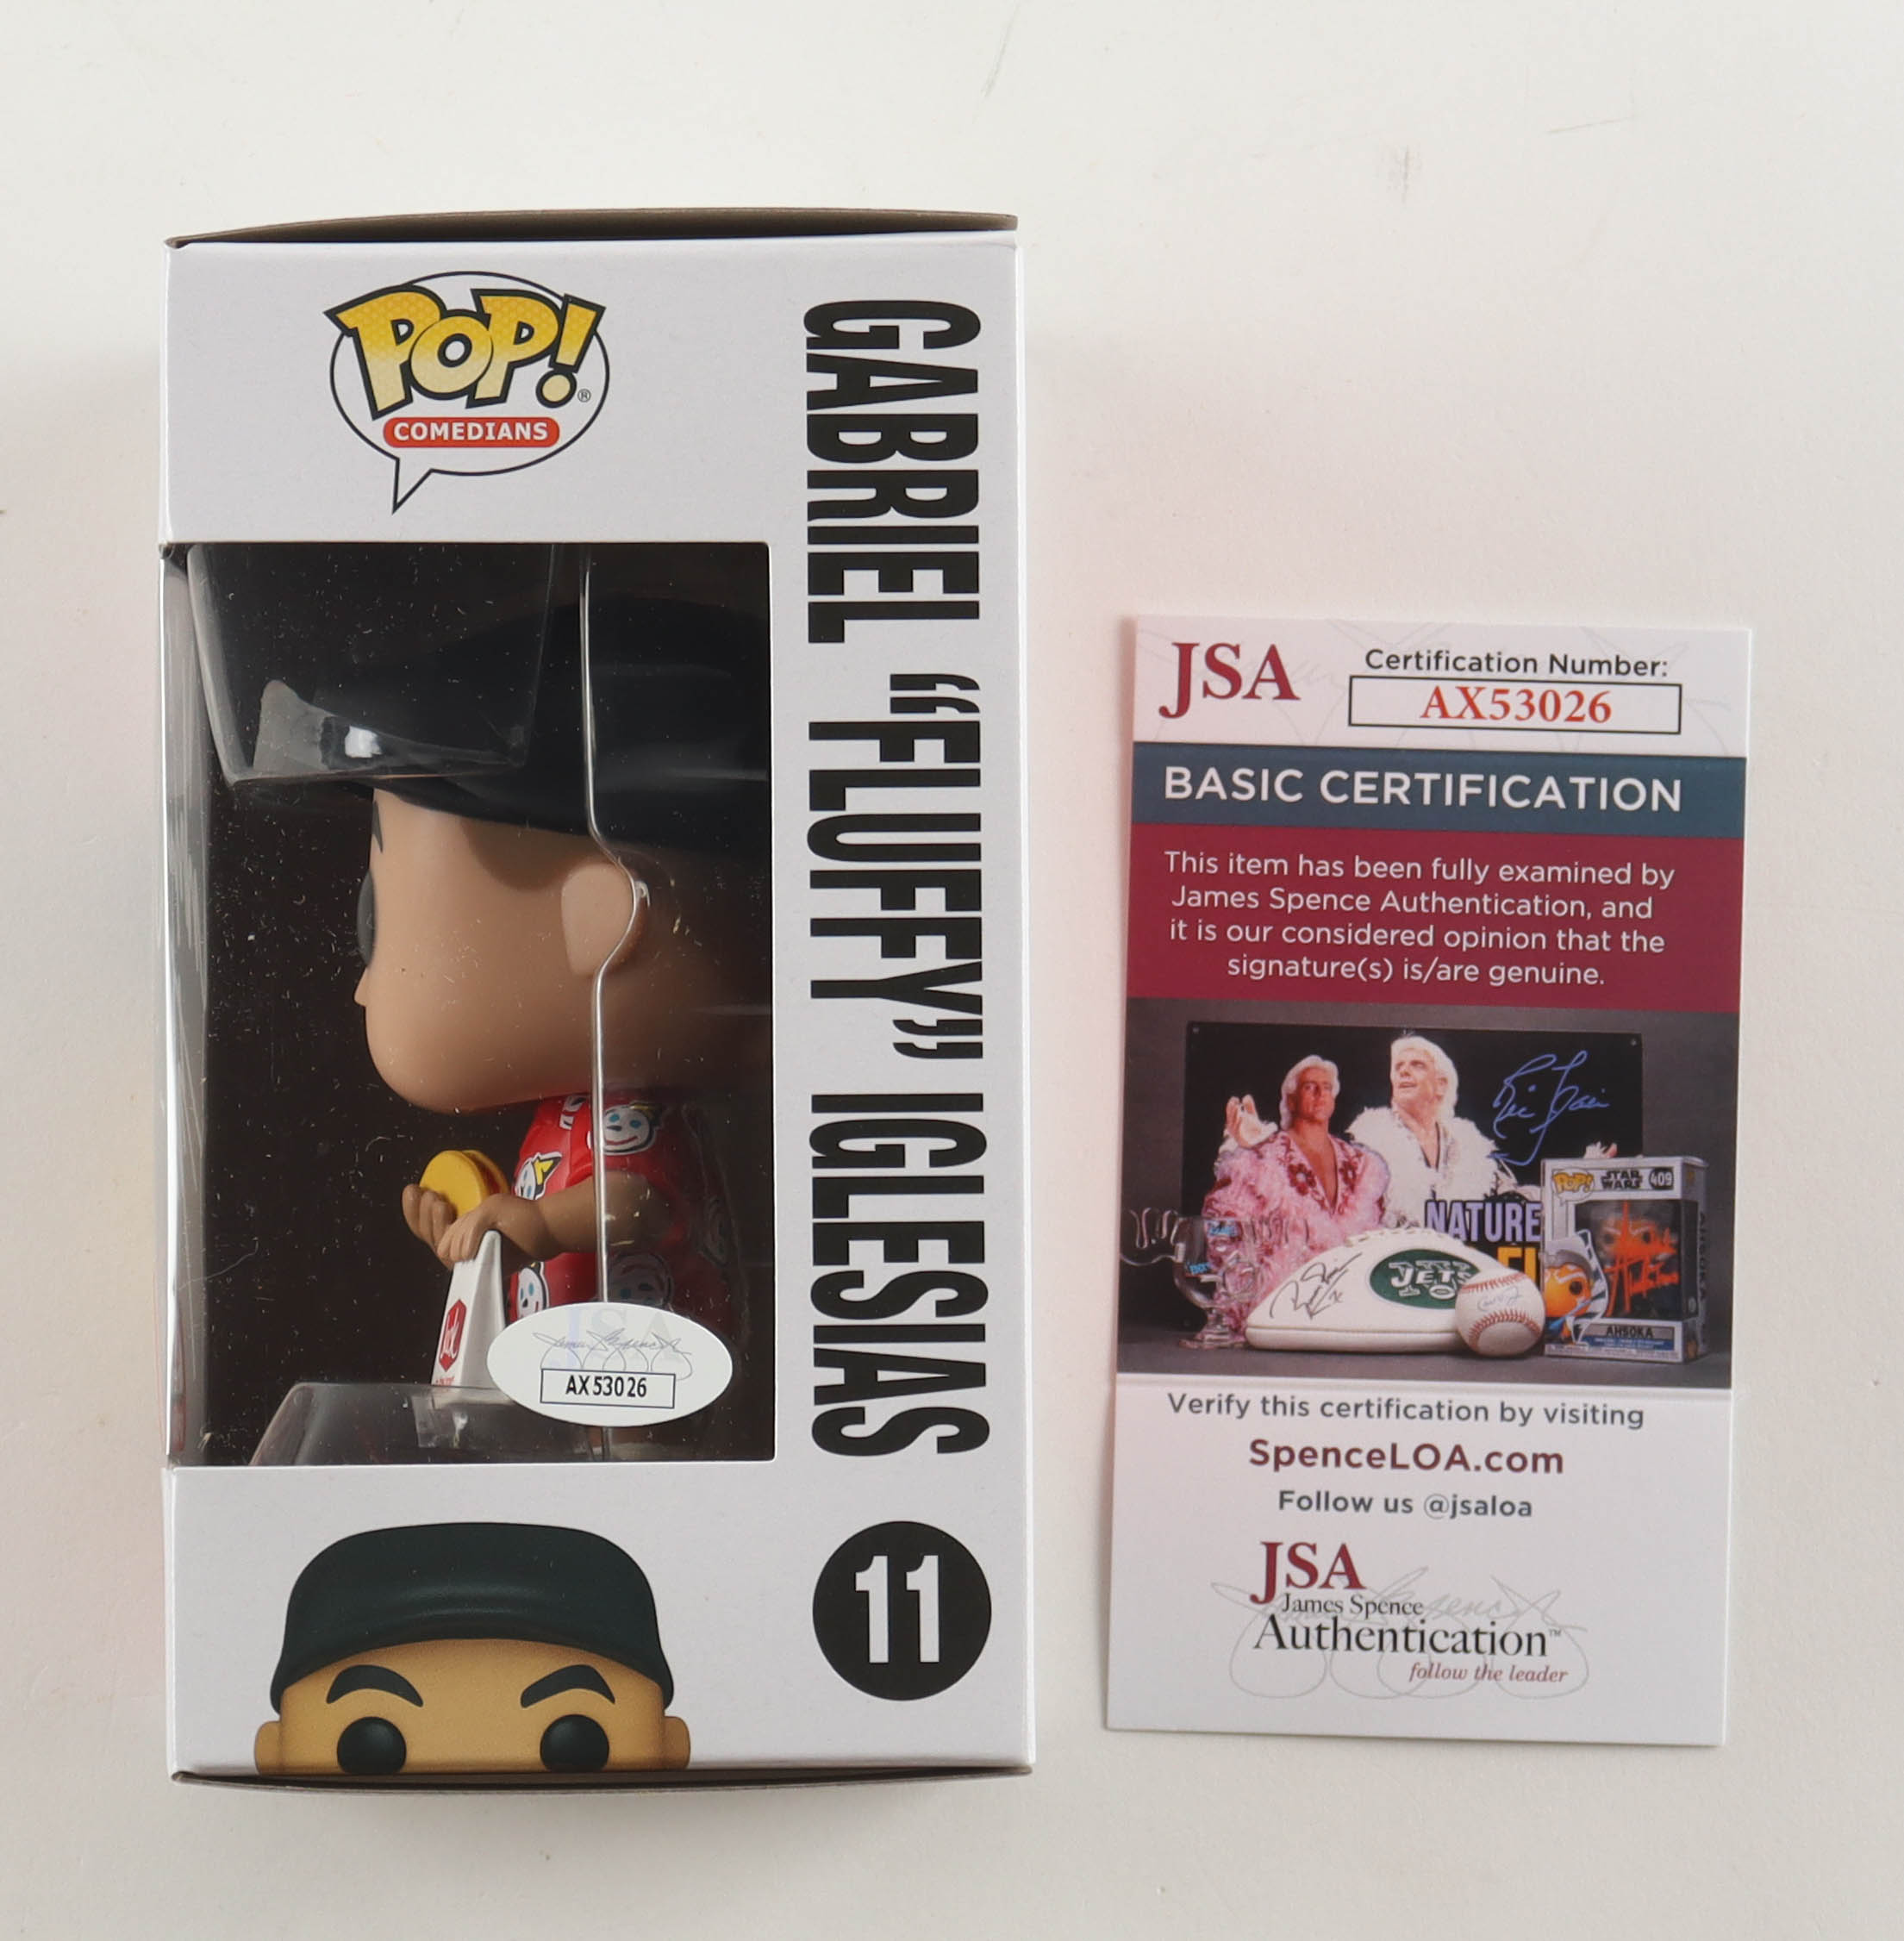 POP!®
COMEDIANS
GABRIEL “FLUFFY” IGLESIAS
AX53026
11
JSA
Certification Number:
AX53026
BASIC CERTIFICATION
This item has been fully examined by
James Spence Authentication, and
it is our considered opinion that the
signature(s) is/are genuine.
NATURE
POP! STAR WARS 409
JETS
AHSOKA
Verify this certification by visiting
SpenceLOA.com
Follow us @jsaloa
JSA
James Spence
Authentication™
follow the leader